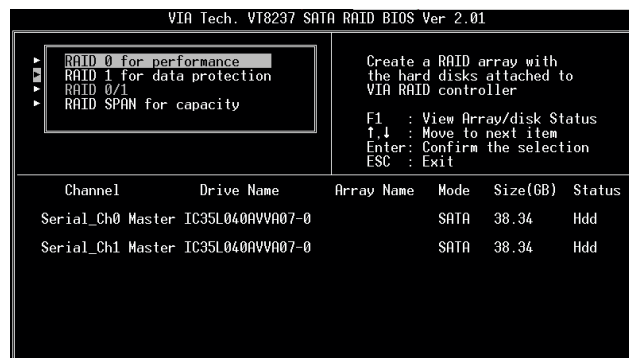 VIA Tech. VT8237 SATA RAID BIOS Ver 2.01
RAID 0 for performance
RAID 1 for data protection
RAID 0/1
RAID SPAN for capacity
Create a RAID array with
the hard disks attached to
VIA RAID controller
F1 : View Array/disk Status
↑,↓ : Move to next item
Enter: Confirm the selection
ESC : Exit
Channel Drive Name Array Name Mode Size(GB) Status
Serial_Ch0 Master IC35L040AVVA07-0 SATA 38.34 Hdd
Serial_Ch1 Master IC35L040AVVA07-0 SATA 38.34 Hdd